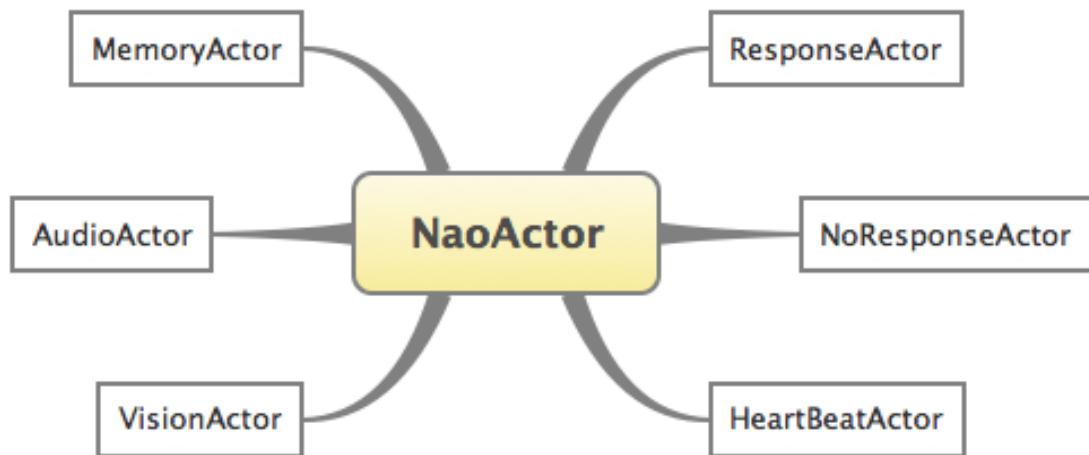 MemoryActor
ResponseActor
NaoActor
AudioActor
NoResponseActor
VisionActor
HeartBeatActor